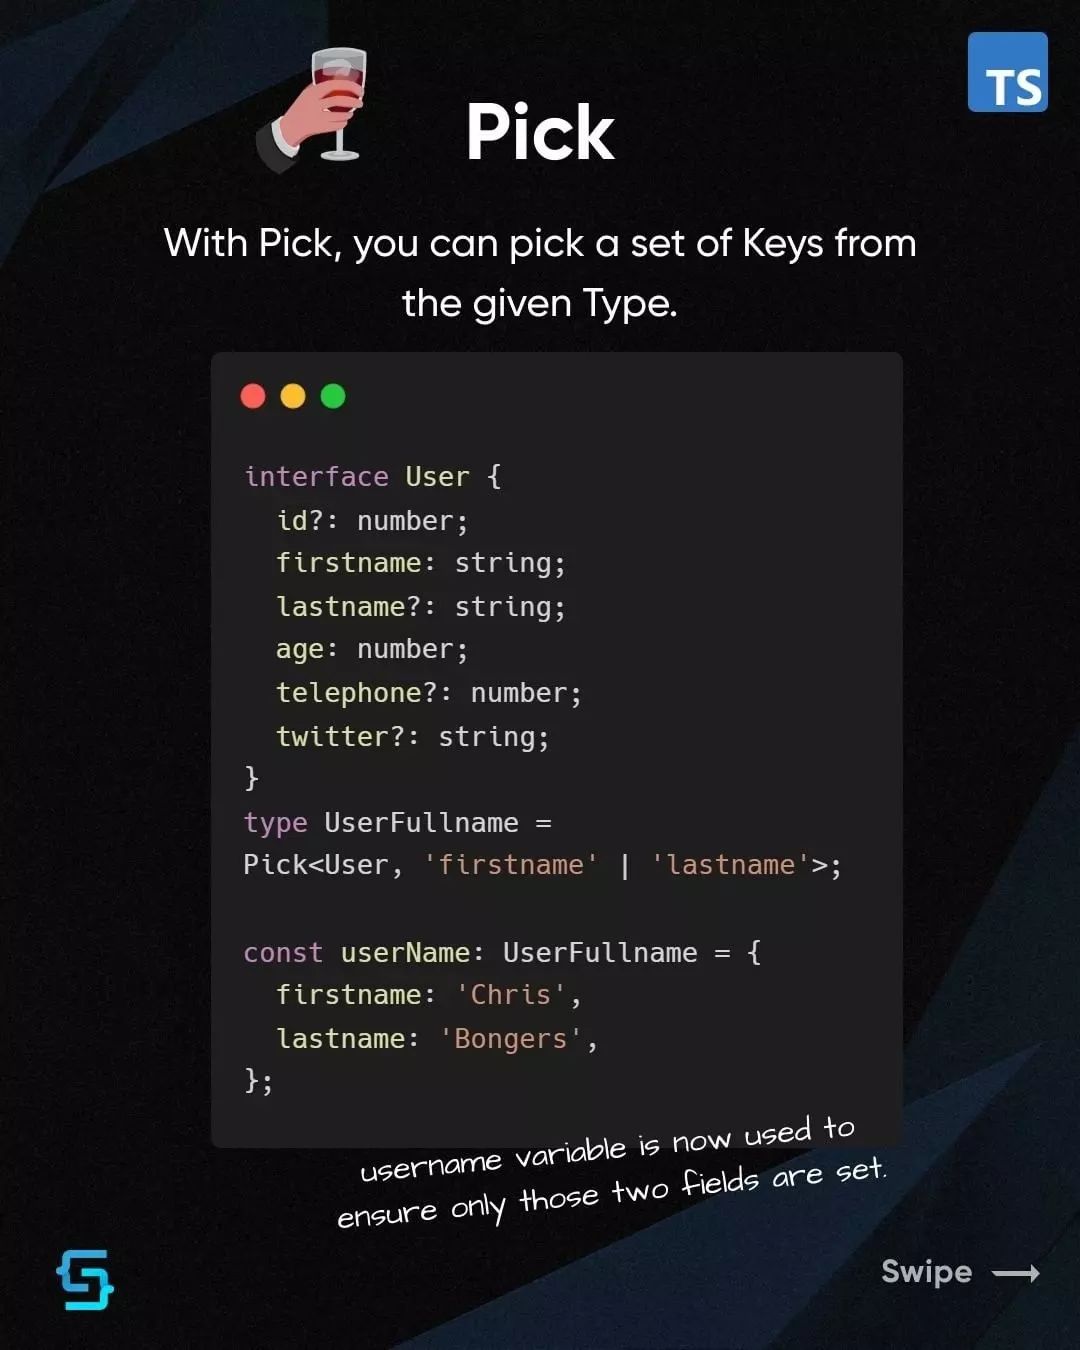 TS
Pick
With Pick, you can pick a set of Keys from
the given Type.
interface User {
  id?: number;
  firstname: string;
  lastname?: string;
  age: number;
  telephone?: number;
  twitter?: string;
}
type UserFullname =
Pick<User, 'firstname' | 'lastname'>;

const userName: UserFullname = {
  firstname: 'Chris',
  lastname: 'Bongers',
};
username variable is now used to
ensure only those two fields are set.
Swipe